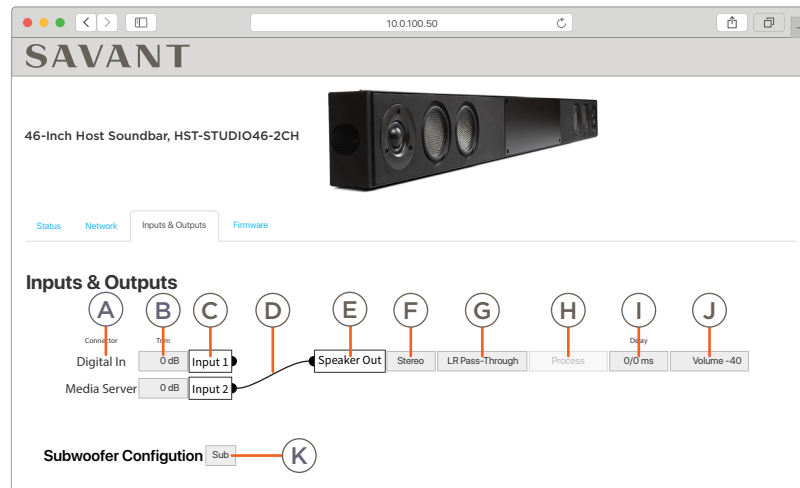 10.0.100.50
SAVANT
46-Inch Host Soundbar, HST-STUDIO46-2CH
Status Network Inputs & Outputs Firmware
Inputs & Outputs
A B C D E F G H I J
Connector Trim Delay
Digital In 0 dB Input 1 Speaker Out Stereo LR Pass-Through Process 0/0 ms Volume -40
Media Server 0 dB Input 2
Subwoofer Configution Sub K